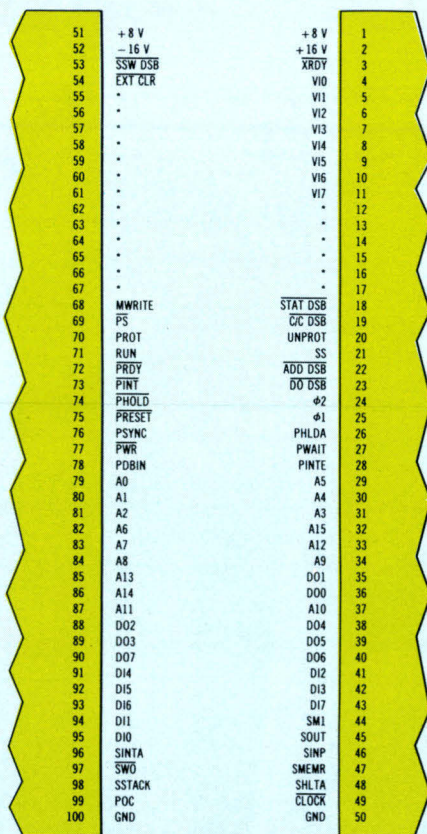 51 +8 V +8 V 1
52 −16 V +16 V 2
53 SSW DSB XRDY 3
54 EXT CLR VI0 4
55 * VI1 5
56 * VI2 6
57 * VI3 7
58 * VI4 8
59 * VI5 9
60 * VI6 10
61 * VI7 11
62 * * 12
63 * * 13
64 * * 14
65 * * 15
66 * * 16
67 * * 17
68 MWRITE STAT DSB 18
69 PS C/C DSB 19
70 PROT UNPROT 20
71 RUN SS 21
72 PRDY ADD DSB 22
73 PINT DO DSB 23
74 PHOLD ϕ2 24
75 PRESET ϕ1 25
76 PSYNC PHLDA 26
77 PWR PWAIT 27
78 PDBIN PINTE 28
79 A0 A5 29
80 A1 A4 30
81 A2 A3 31
82 A6 A15 32
83 A7 A12 33
84 A8 A9 34
85 A13 DO1 35
86 A14 DO0 36
87 A11 A10 37
88 DO2 DO4 38
89 DO3 DO5 39
90 DO7 DO6 40
91 DI4 DI2 41
92 DI5 DI3 42
93 DI6 DI7 43
94 DI1 SM1 44
95 DI0 SOUT 45
96 SINTA SINP 46
97 SWO SMEMR 47
98 SSTACK SHLTA 48
99 POC CLOCK 49
100 GND GND 50